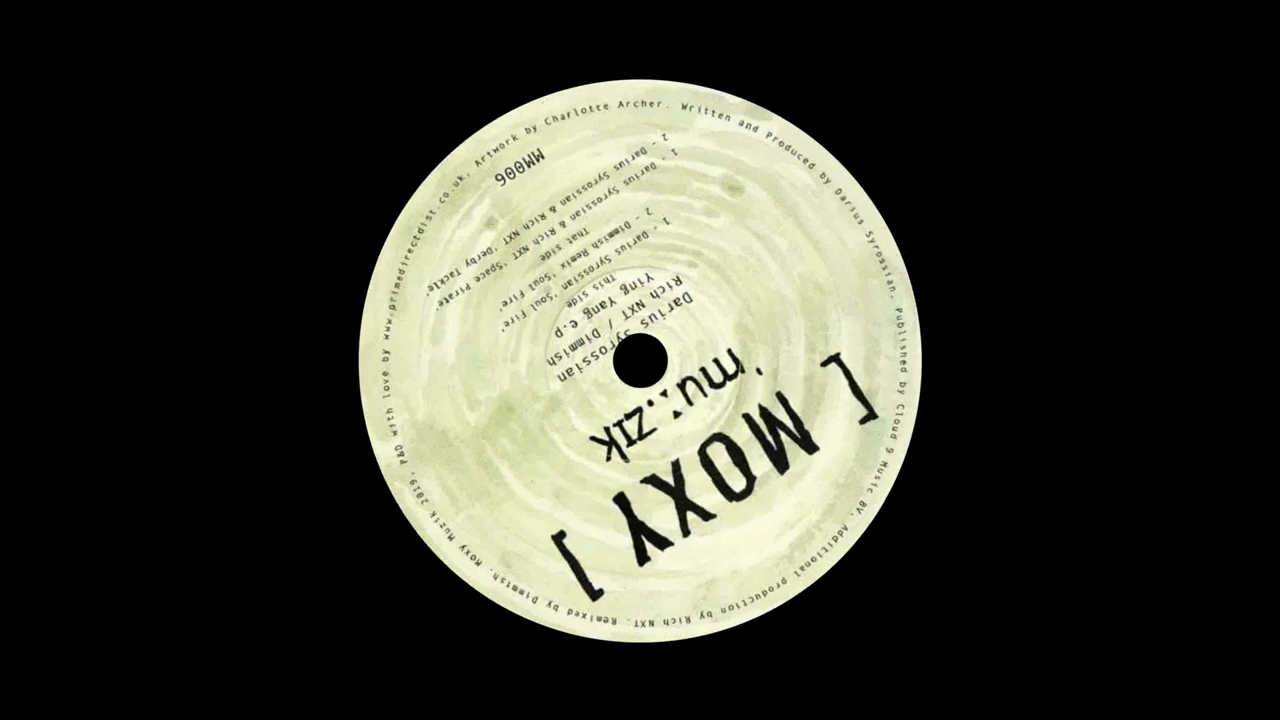 [ MOXY ]
'mu:.zɪk
Darius Syrossian
Rich NXT / Dimmish
Ying Yang e.p
This side
1 - Darius Syrossian 'Soul Fire'
2 - Dimmish Remix 'Soul Fire'
That side
1 - Darius Syrossian & Rich NXT 'Space Pirate'
2 - Darius Syrossian & Rich NXT 'Derby Tackle'
MM006
Written and Produced by Darius Syrossian. Published by Cloud 9 Music BV. Additional production by Rich NXT. Remixed by Dimmish. Moxy Muzik 2019. P&D with love by www.primedirectdist.co.uk. Artwork by Charlotte Archer.